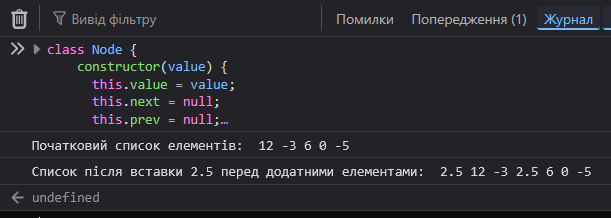 Вивід фільтру Помилки Попередження (1) Журнал
class Node {
constructor(value) {
this.value = value;
this.next = null;
this.prev = null;…
Початковий список елементів: 12 -3 6 0 -5
Список після вставки 2.5 перед додатними елементами: 2.5 12 -3 2.5 6 0 -5
undefined